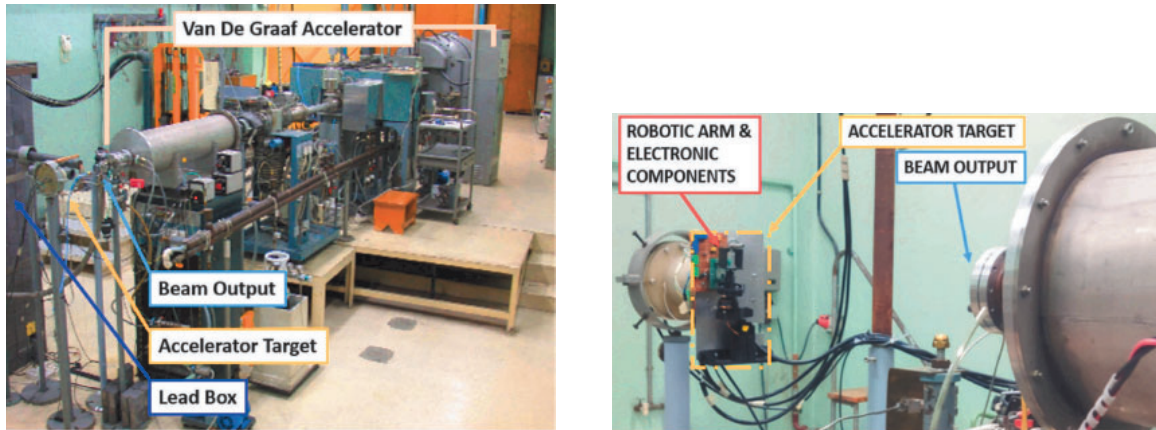 Van De Graaf Accelerator
Beam Output
Accelerator Target
Lead Box
ROBOTIC ARM &
ELECTRONIC
COMPONENTS
ACCELERATOR TARGET
BEAM OUTPUT